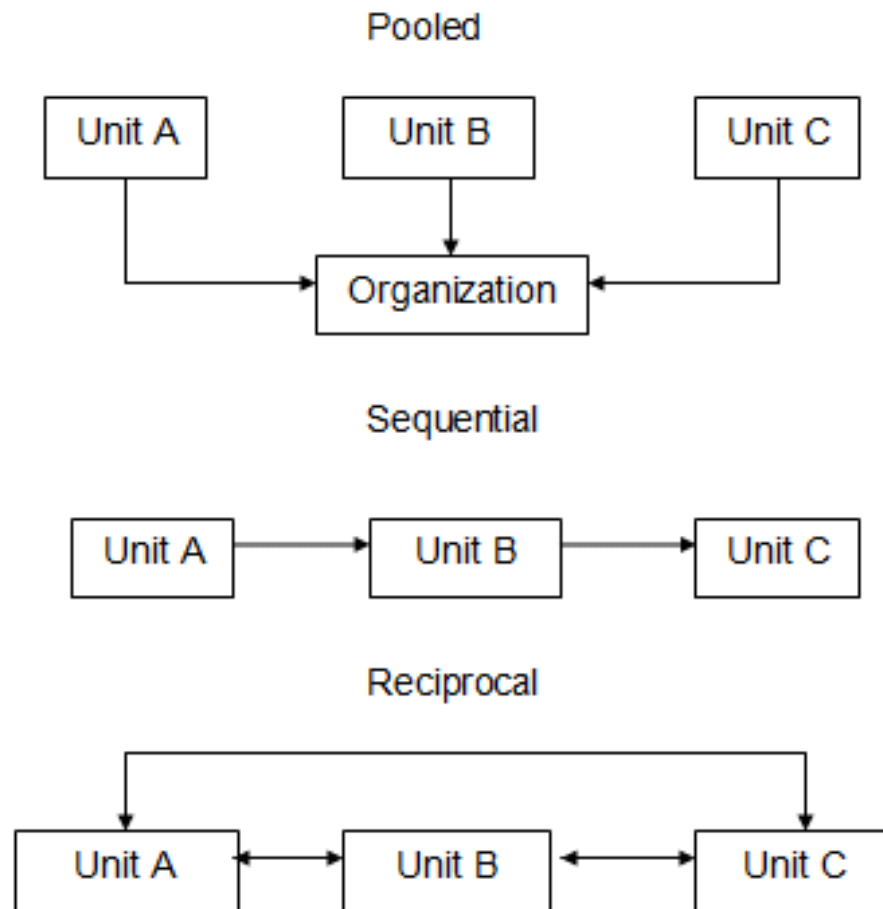 Pooled
Unit A Unit B Unit C
Organization
Sequential
Unit A Unit B Unit C
Reciprocal
Unit A Unit B Unit C